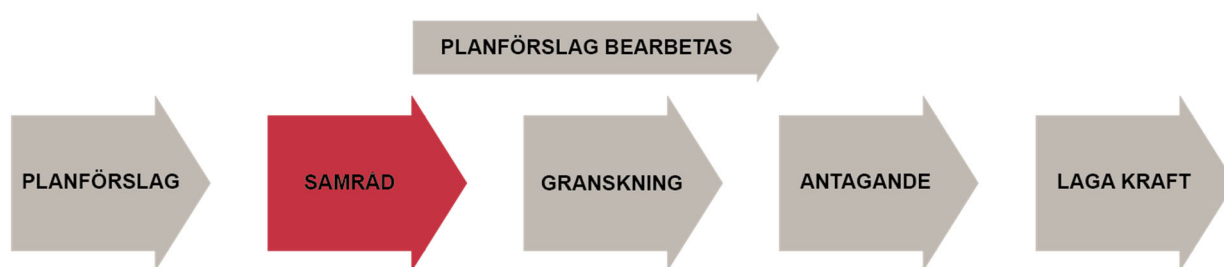 PLANFÖRSLAG BEARBETAS
PLANFÖRSLAG
SAMRÅD
GRANSKNING
ANTAGANDE
LAGA KRAFT